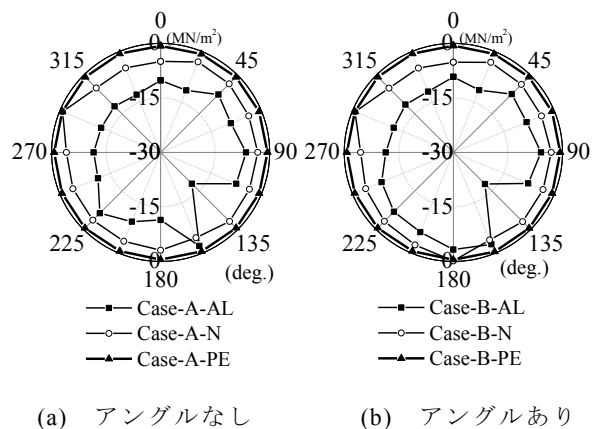 0
0
(MN/m²)
315
45
-15
270
-30
90
-15
225
135
0
(deg.)
180
Case-A-AL
Case-A-N
Case-A-PE
(a) アングルなし
0
0
(MN/m²)
315
45
-15
270
-30
90
-15
225
135
0
(deg.)
180
Case-B-AL
Case-B-N
Case-B-PE
(b) アングルあり